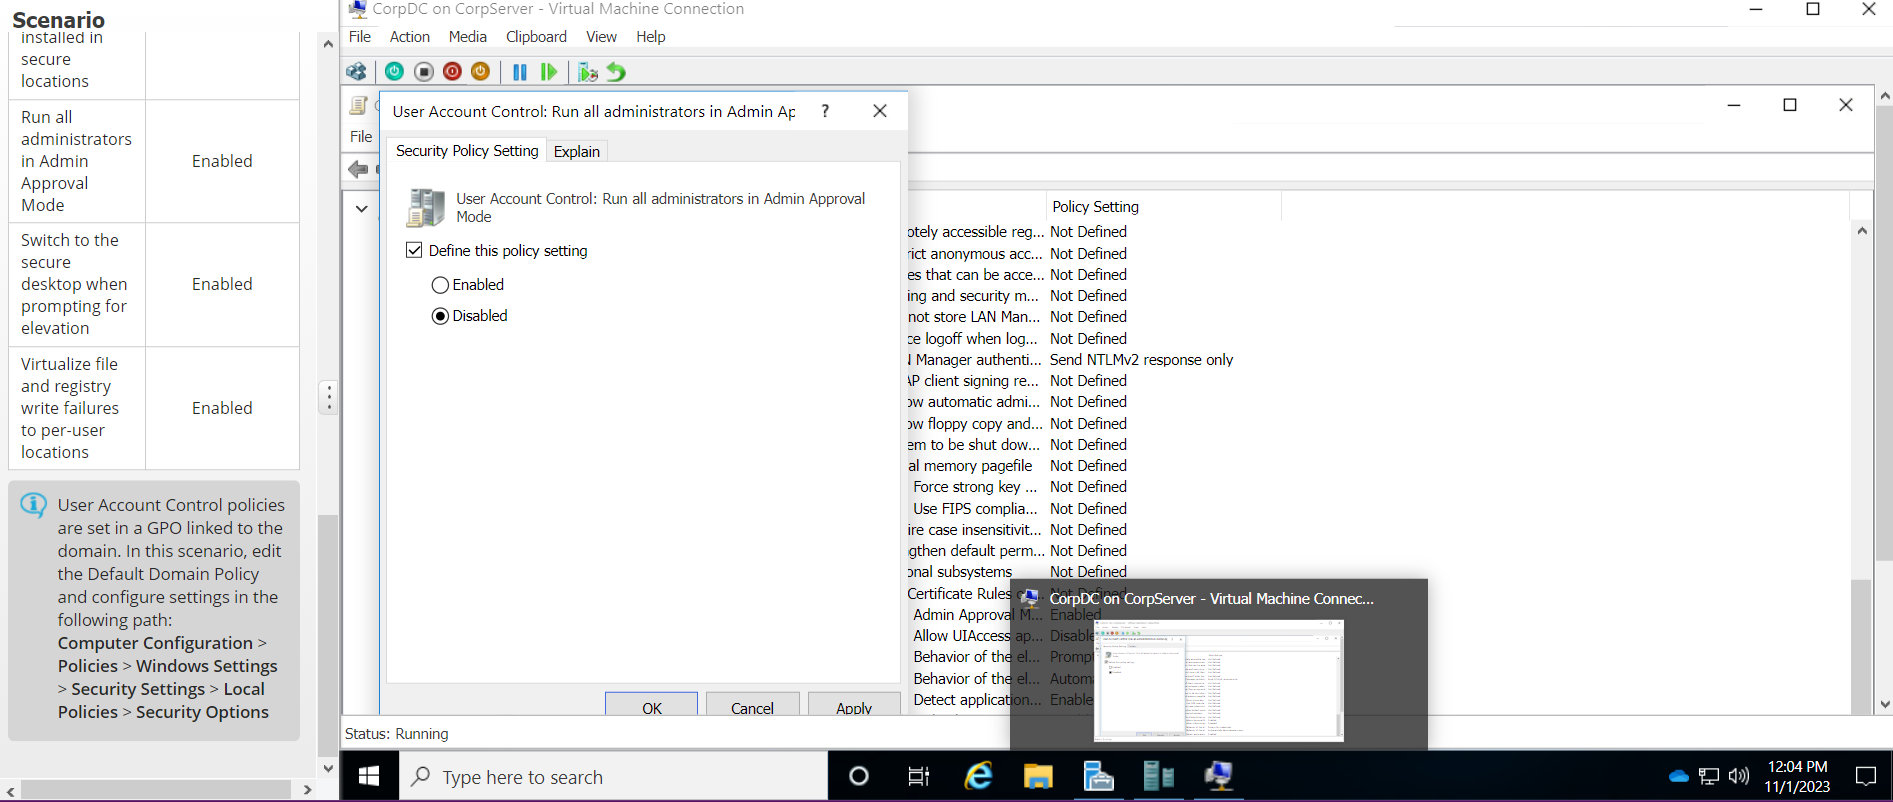 Scenario
installed in
secure
locations
Run all
administrators
in Admin
Approval
Mode
Enabled
Switch to the
secure
desktop when
prompting for
elevation
Enabled
Virtualize file
and registry
write failures
to per-user
locations
Enabled
User Account Control policies
are set in a GPO linked to the
domain. In this scenario, edit
the Default Domain Policy
and configure settings in the
following path:
Computer Configuration >
Policies > Windows Settings
> Security Settings > Local
Policies > Security Options
CorpDC on CorpServer - Virtual Machine Connection
File Action Media Clipboard View Help
File
User Account Control: Run all administrators in Admin Ap
?
Security Policy Setting
Explain
User Account Control: Run all administrators in Admin Approval
Mode
Define this policy setting
Enabled
Disabled
OK
Cancel
Apply
Policy Setting
otely accessible reg... Not Defined
rict anonymous acc... Not Defined
es that can be acce... Not Defined
ing and security m... Not Defined
not store LAN Man... Not Defined
ce logoff when log... Not Defined
Manager authenti... Send NTLMv2 response only
AP client signing re... Not Defined
ow automatic admi... Not Defined
ow floppy copy and... Not Defined
em to be shut dow... Not Defined
al memory pagefile Not Defined
Force strong key ... Not Defined
Use FIPS complia... Not Defined
ire case insensitivit... Not Defined
gthen default perm... Not Defined
onal subsystems Not Defined
Certificate Rules Not Defined
Admin Approval M... Enabled
Allow UIAccess ap... Disable
Behavior of the el... Prompt
Behavior of the el... Autom
Detect application... Enable
CorpDC on CorpServer - Virtual Machine Connec...
Status: Running
Type here to search
12:04 PM
11/1/2023